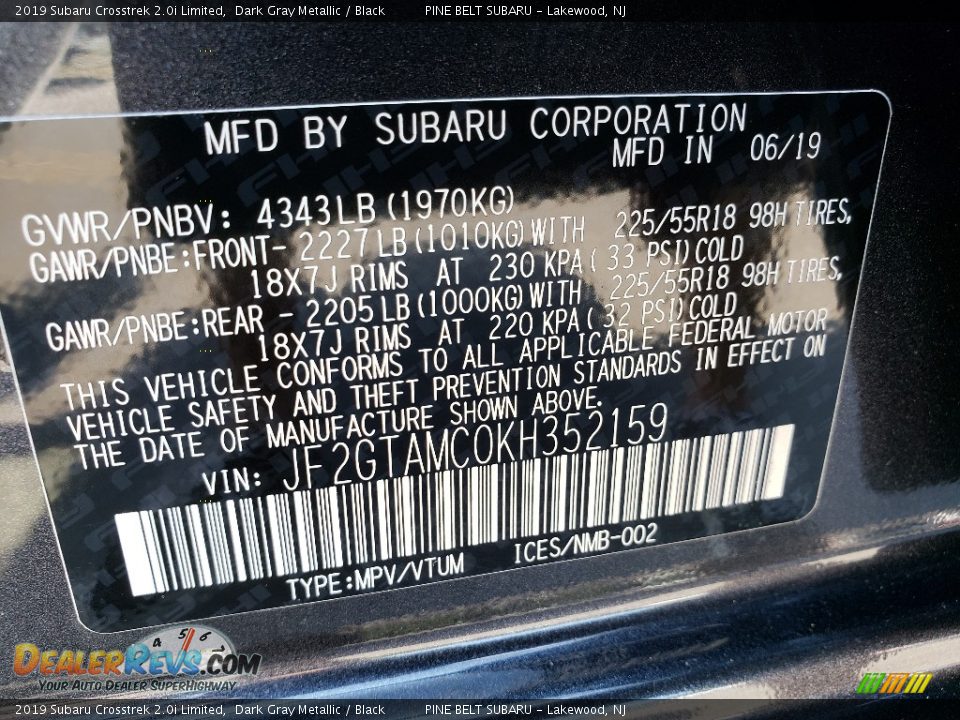 2019 Subaru Crosstrek 2.0i Limited, Dark Gray Metallic / Black PINE BELT SUBARU - Lakewood, NJ
MFD BY SUBARU CORPORATION
MFD IN 06/19
GVWR/PNBV: 4343LB (1970KG)
GAWR/PNBE:FRONT- 2227LB (1010KG) WITH 225/55R18 98H TIRES,
18X7J RIMS AT 230 KPA ( 33 PSI) COLD
GAWR/PNBE:REAR - 2205LB (1000KG) WITH 225/55R18 98H TIRES,
18X7J RIMS AT 220 KPA ( 32 PSI) COLD
THIS VEHICLE CONFORMS TO ALL APPLICABLE FEDERAL MOTOR
VEHICLE SAFETY AND THEFT PREVENTION STANDARDS IN EFFECT ON
THE DATE OF MANUFACTURE SHOWN ABOVE.
VIN: JF2GTAMC0KH352159
TYPE:MPV/VTUM ICES/NMB-002
4 5 6
DEALERREVS.COM
YOUR AUTO DEALER SUPERHIGHWAY
2019 Subaru Crosstrek 2.0i Limited, Dark Gray Metallic / Black PINE BELT SUBARU - Lakewood, NJ